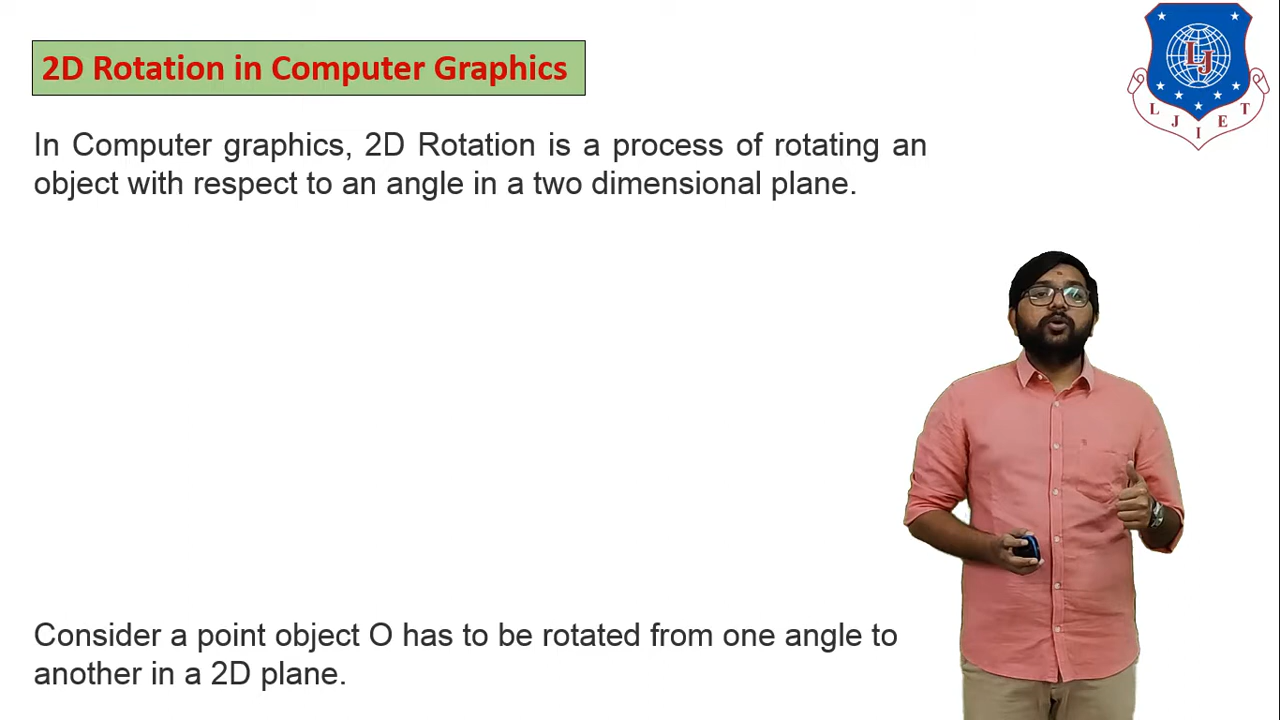 2D Rotation in Computer Graphics
In Computer graphics, 2D Rotation is a process of rotating an
object with respect to an angle in a two dimensional plane.
Consider a point object O has to be rotated from one angle to
another in a 2D plane.
LJ
LJIET